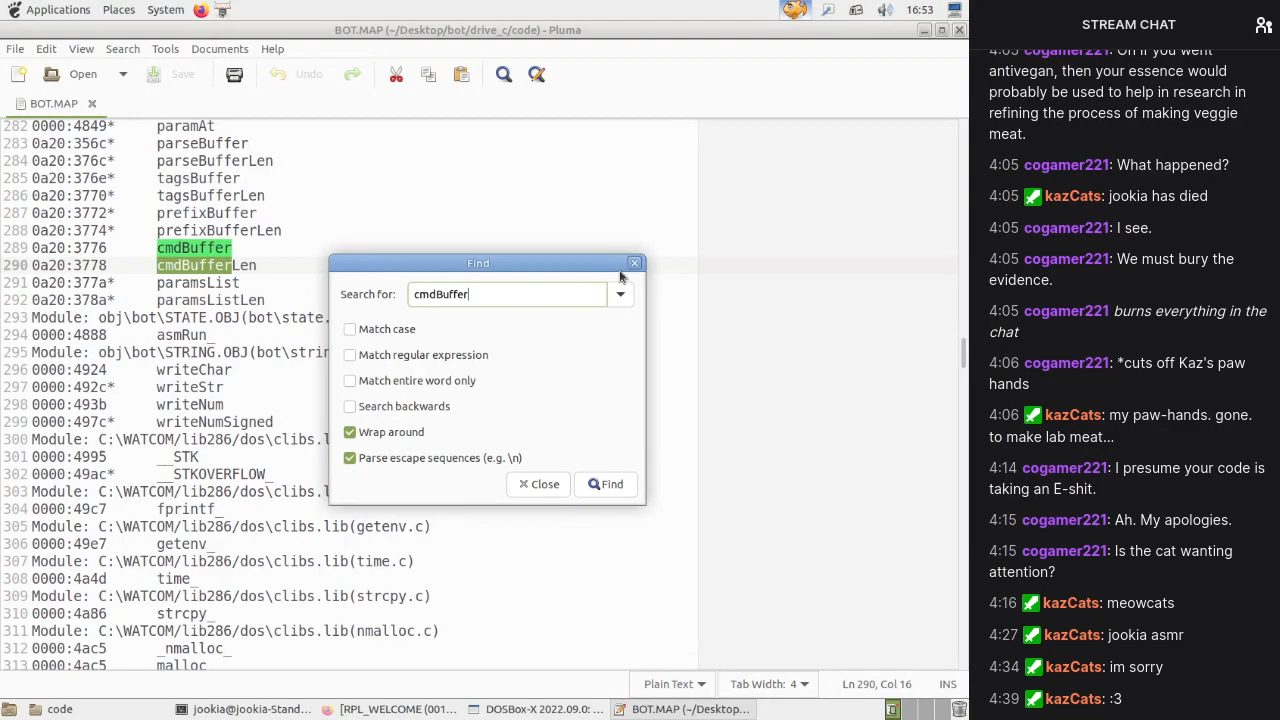 Applications Places System 16:53
BOT.MAP (~/Desktop/bot/drive_c/code) - Pluma
File Edit View Search Tools Documents Help
Open Save Undo
BOT.MAP
282 0000:4849* paramAt
283 0a20:356c* parseBuffer
284 0a20:376c* parseBufferLen
285 0a20:376e* tagsBuffer
286 0a20:3770* tagsBufferLen
287 0a20:3772* prefixBuffer
288 0a20:3774* prefixBufferLen
289 0a20:3776 cmdBuffer
290 0a20:3778 cmdBufferLen
291 0a20:377a* paramsList
292 0a20:378a* paramsListLen
293 Module: obj\bot\STATE.OBJ(bot\state.
294 0000:4888 asmRun_
295 Module: obj\bot\STRING.OBJ(bot\strin
296 0000:4924 writeChar
297 0000:492c* writeStr
298 0000:493b writeNum
299 0000:497c* writeNumSigned
300 Module: C:\WATCOM/lib286/dos\clibs.l
301 0000:4995 __STK
302 0000:49ac* __STKOVERFLOW_
303 Module: C:\WATCOM/lib286/dos\clibs.l
304 0000:49c7 fprintf_
305 Module: C:\WATCOM/lib286/dos\clibs.lib(getenv.c)
306 0000:49e7 getenv_
307 Module: C:\WATCOM/lib286/dos\clibs.lib(time.c)
308 0000:4a4d time_
309 Module: C:\WATCOM/lib286/dos\clibs.lib(strcpy.c)
310 0000:4a86 strcpy_
311 Module: C:\WATCOM/lib286/dos\clibs.lib(nmalloc.c)
312 0000:4ac5 _nmalloc_
313 0000:4ac5 malloc
Find
Search for: cmdBuffer
Match case
Match regular expression
Match entire word only
Search backwards
Wrap around
Parse escape sequences (e.g. \n)
Close Find
Plain Text Tab Width: 4 Ln 290, Col 16 INS
code jookia@jookia-Stand... HPL_WELCOME (001... DOSBox-X 2022.09.0: ... BOT.MAP (~/Desktop...
STREAM CHAT
4:05 cogamer221: Oh if you went
antivegan, then your essence would
probably be used to help in research in
refining the process of making veggie
meat.
4:05 cogamer221: What happened?
4:05 kazCats: jookia has died
4:05 cogamer221: I see.
4:05 cogamer221: We must bury the
evidence.
4:05 cogamer221 burns everything in the
chat
4:06 cogamer221: *cuts off Kaz's paw
hands
4:06 kazCats: my paw-hands. gone.
to make lab meat...
4:14 cogamer221: I presume your code is
taking an E-shit.
4:15 cogamer221: Ah. My apologies.
4:15 cogamer221: Is the cat wanting
attention?
4:16 kazCats: meowcats
4:27 kazCats: jookia asmr
4:34 kazCats: im sorry
4:39 kazCats: :3